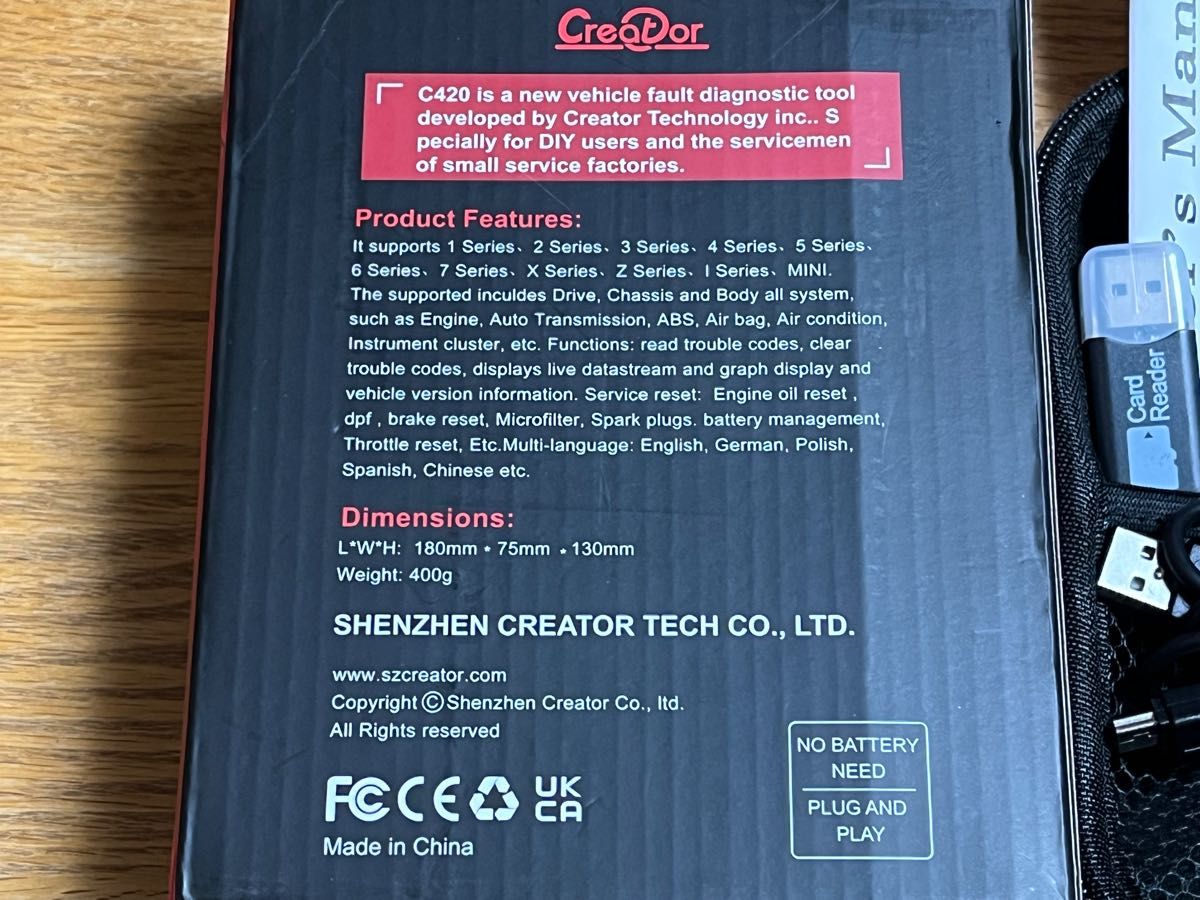 CreaDor
C420 is a new vehicle fault diagnostic tool
developed by Creator Technology inc.. S
pecially for DIY users and the servicemen
of small service factories.
Product Features:
It supports 1 Series、2 Series、3 Series、4 Series、5 Series、
6 Series、7 Series、X Series、Z Series、I Series、MINI.
The supported inculdes Drive, Chassis and Body all system,
such as Engine, Auto Transmission, ABS, Air bag, Air condition,
Instrument cluster, etc. Functions: read trouble codes, clear
trouble codes, displays live datastream and graph display and
vehicle version information. Service reset: Engine oil reset ,
dpf , brake reset, Microfilter, Spark plugs. battery management,
Throttle reset, Etc.Multi-language: English, German, Polish,
Spanish, Chinese etc.
Dimensions:
L*W*H: 180mm * 75mm * 130mm
Weight: 400g
SHENZHEN CREATOR TECH CO., LTD.
www.szcreator.com
Copyright ©Shenzhen Creator Co., ltd.
All Rights reserved
FCC CE UK
CA
Made in China
NO BATTERY
NEED
PLUG AND
PLAY
Card
Reader
's Man